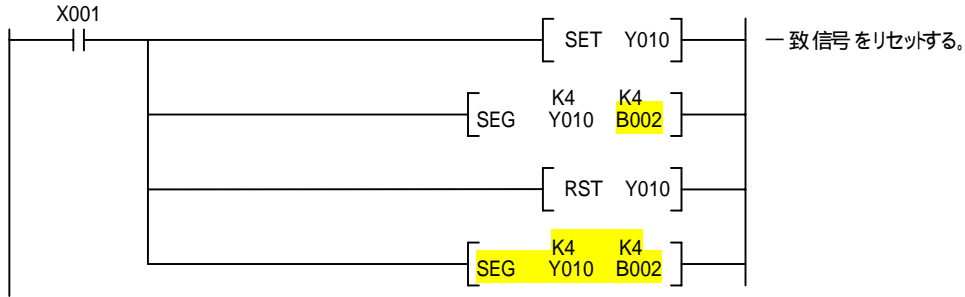 X001
SET Y010
一致信号をリセットする。
K4 K4
SEG Y010 B002
RST Y010
K4 K4
SEG Y010 B002